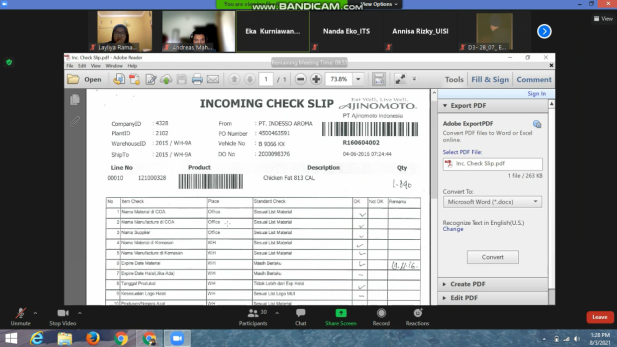 www.BANDICAM.com
View Options
View
Layliya Rama...
Andreas Mah...
Eka Kurniawan...
Nanda Eko_ITS
Annisa Rizky_UISI
D3- 28_07_ E...
Inc. Check Slip.pdf - Adobe Reader
File Edit View Window Help
Remaining Meeting Time:
Open
1 / 1
73.8%
Tools Fill & Sign Comment
Sign In
INCOMING CHECK SLIP
Eat Well, Live Well.
AJINOMOTO
PT Ajinomoto Indonesia
CompanyID : 4328
From : PT. INDESSO AROMA
PlantID : 2102
PO Number : 4500463591
WarehouseID : 2015 / WH-9A
Vehicle No : B 9066 KX
R160604002
ShipTo : 2015 / WH-9A
DO No : 2000098376
04-06-2016 07:24:44
Line No Product Description Qty
00010 121000328 Chicken Fat 813 CAL
No Item Check Place Standard Check OK Not OK Remarks
1 Nama Material di COA Office Sesuai List Material
2 Nama Manufacture di COA Office Sesuai List Material
3 Nama Supplier Office Sesuai List Material
4 Nama Material di Kemasan WH Sesuai List Material
5 Nama Manufacture di Kemasan WH Sesuai List Material
6 Expire Date Material WH Masih Berlaku
7 Expire Date Halal(Jika Ada) WH Masih Berlaku
8 Tanggal Produksi WH Tidak Lebih dari Exp Halal
9 Kesesuaian Logo Halal WH Sesuai List Logo MUI
Export PDF
Adobe ExportPDF
Convert PDF files to Word or Excel online.
Select PDF File:
Inc. Check Slip.pdf
1 file / 263 KB
Convert To:
Microsoft Word (*.docx)
Recognize Text in English(U.S.)
Change
Convert
Create PDF
Edit PDF
Unmute
Stop Video
30
Participants
Chat
Share Screen
Record
Reactions
Leave
1:28 PM
8/3/2021